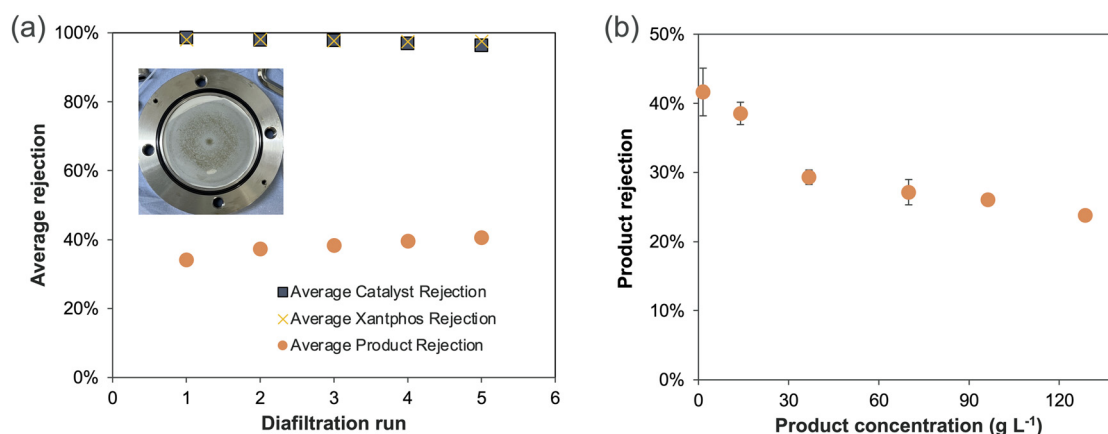 (a)
100%
80%
60%
40%
20%
0%
Average rejection
Average Catalyst Rejection
Average Xantphos Rejection
Average Product Rejection
0 1 2 3 4 5 6
Diafiltration run
(b)
50%
40%
30%
20%
10%
0%
Product rejection
0 30 60 90 120
Product concentration (g L-1)